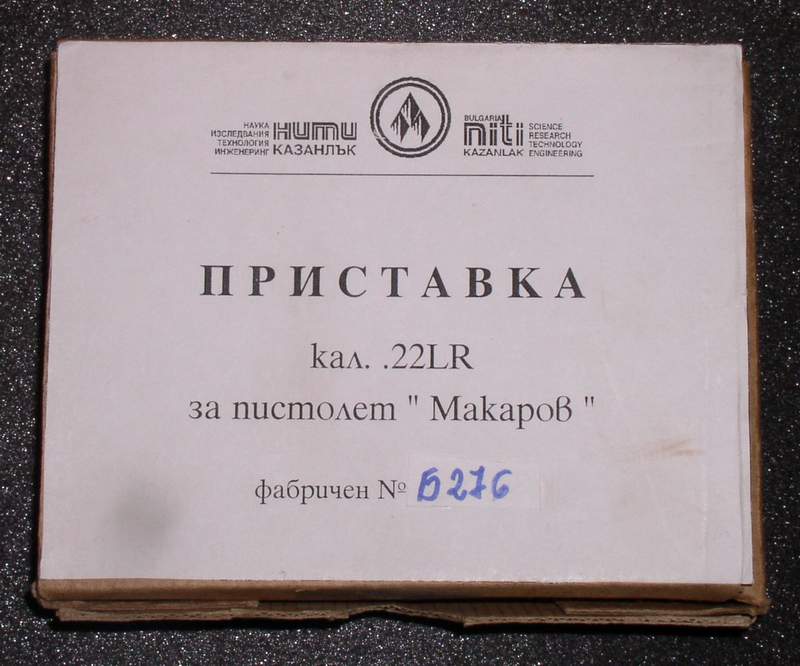 НАУКА
ИЗСЛЕДВАНИЯ
ТЕХНОЛОГИЯ
ИНЖЕНЕРИНГ
НИТИ
КАЗАНЛЪК
BULGARIA
niti
KAZANLAK
SCIENCE
RESEARCH
TECHNOLOGY
ENGINEERING
ПРИСТАВКА
кал. .22LR
за пистолет " Макаров "
фабричен № Б276